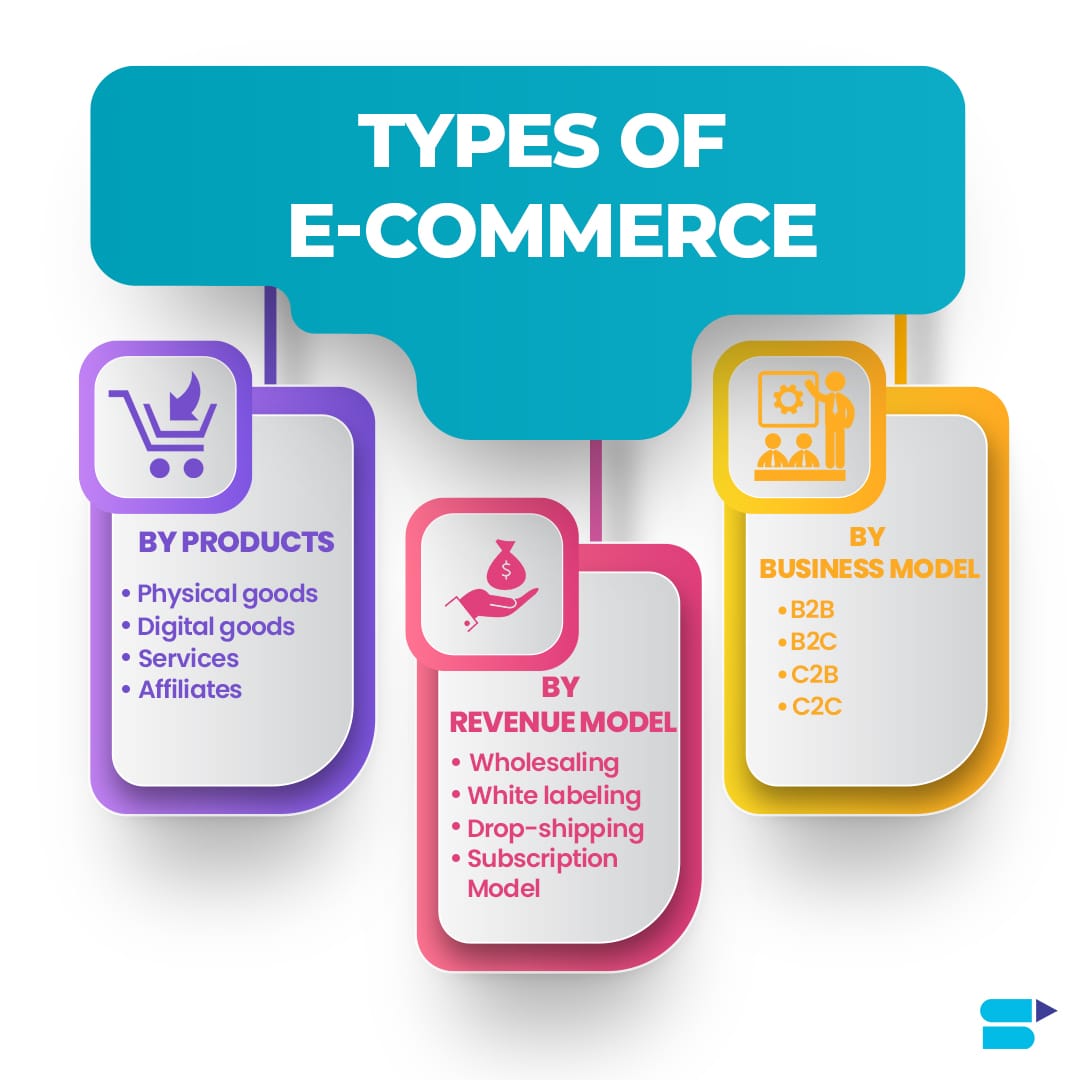 TYPES OF
E-COMMERCE
BY PRODUCTS
• Physical goods
• Digital goods
• Services
• Affiliates
$
BY
REVENUE MODEL
• Wholesaling
• White labeling
• Drop-shipping
• Subscription
Model
BY
BUSINESS MODEL
• B2B
• B2C
• C2B
• C2C